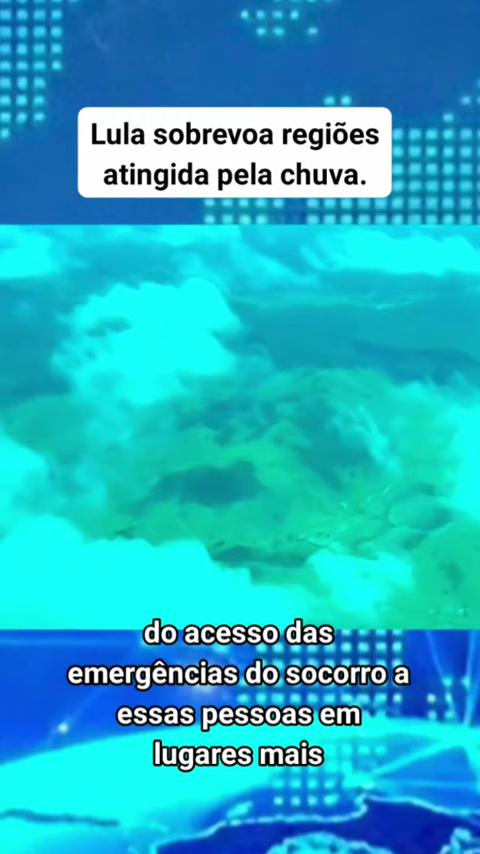 Lula sobrevoa regiões
atingida pela chuva.
do acesso das
emergências do socorro a
essas pessoas em
lugares mais